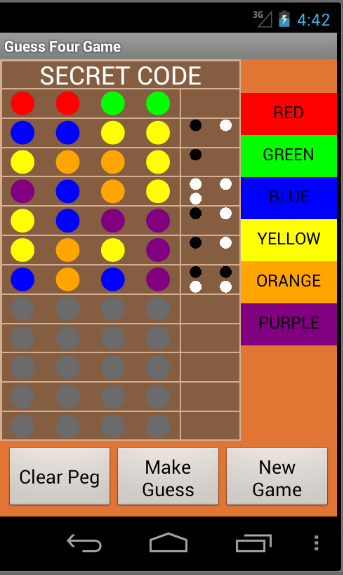 3G 4:42
Guess Four Game
SECRET CODE
RED
GREEN
BLUE
YELLOW
ORANGE
PURPLE
Clear Peg
Make
Guess
New
Game